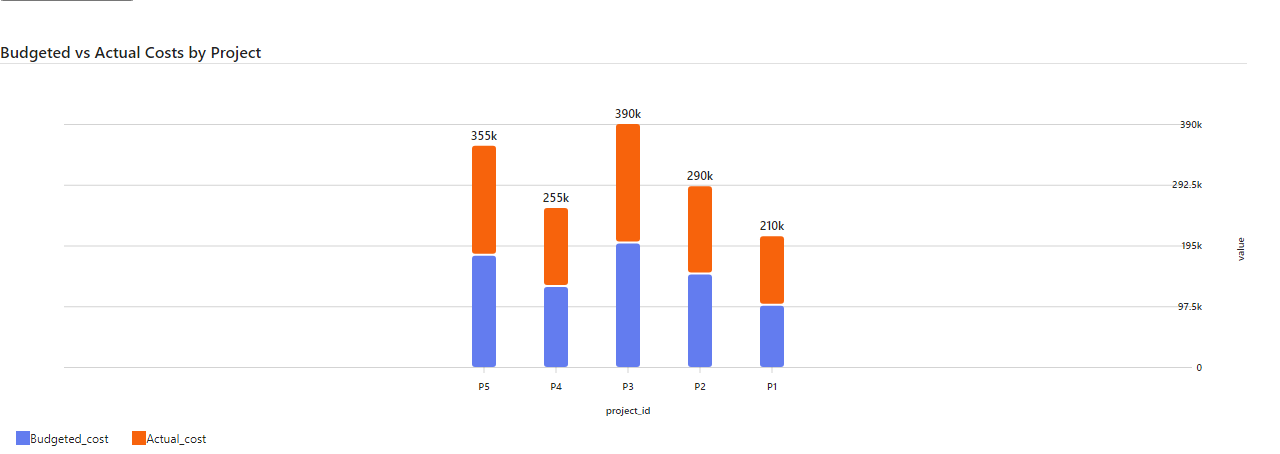 Budgeted vs Actual Costs by Project
390k
355k
290k
255k
210k
390k
292.5k
195k
97.5k
0
value
P5 P4 P3 P2 P1
project_id
Budgeted_cost Actual_cost